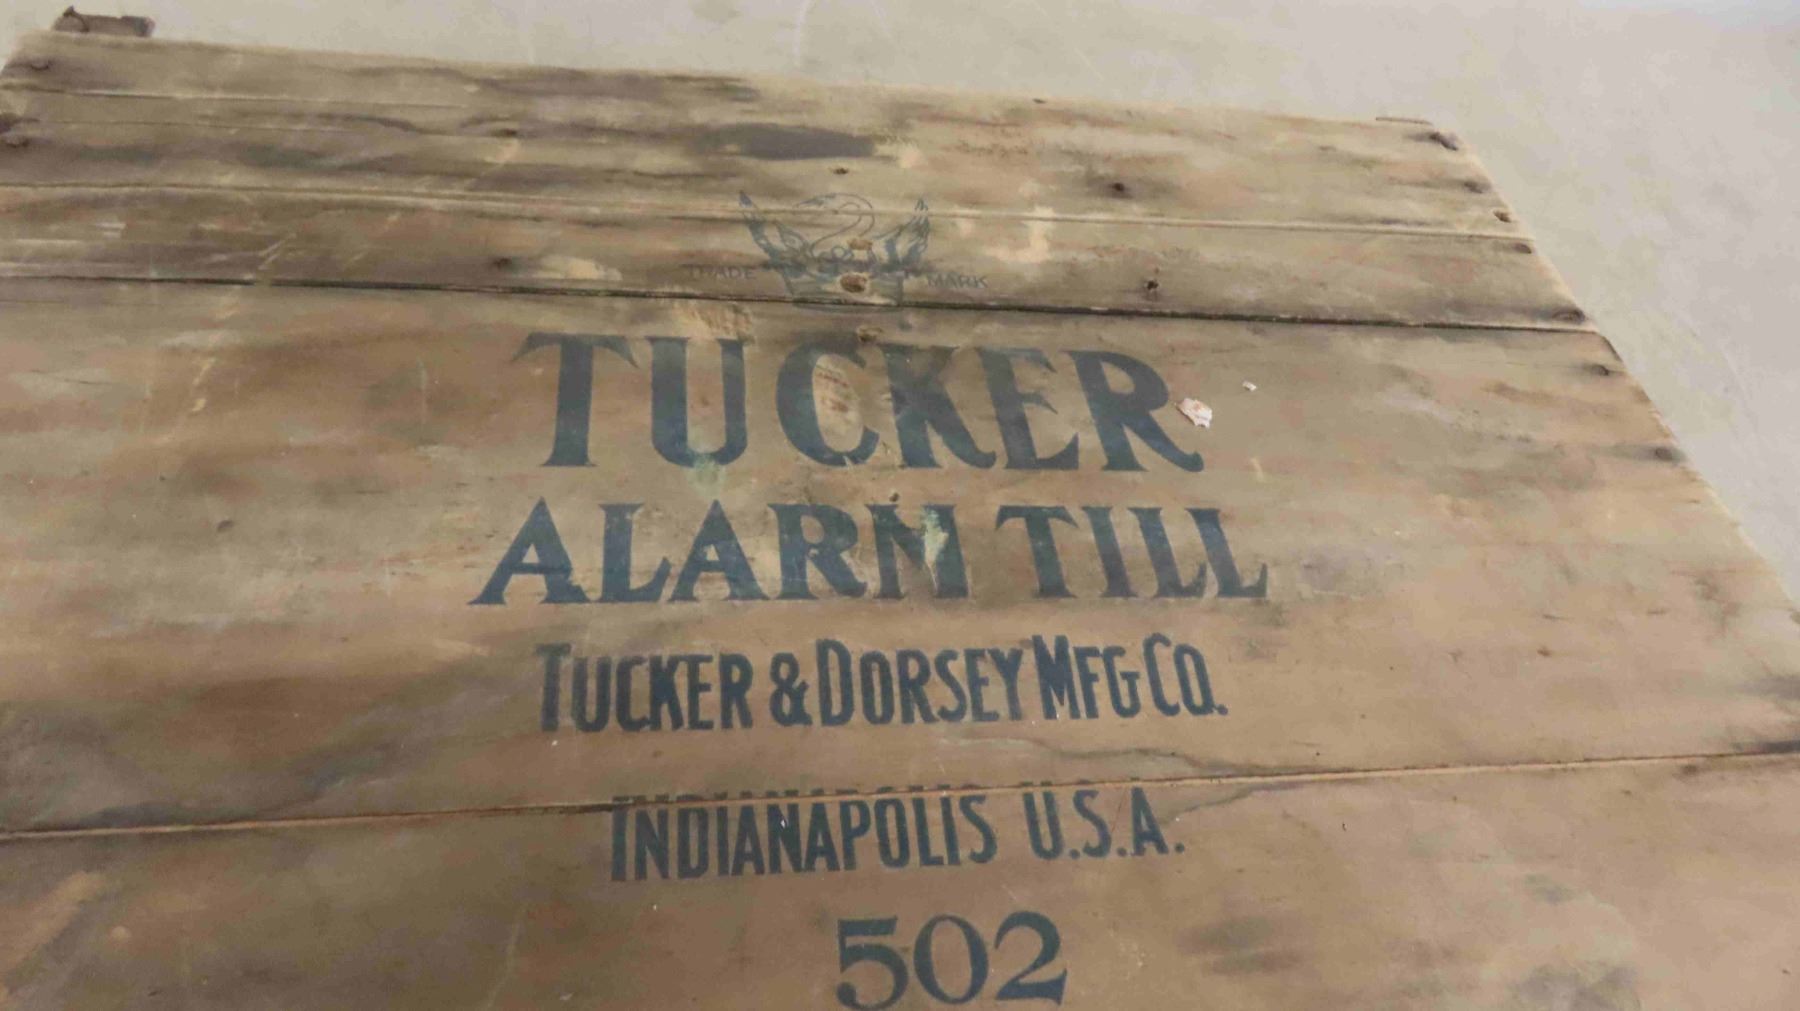 TRADE MARK
TUCKER
ALARM TILL
TUCKER & DORSEY MFG CO.
INDIANAPOLIS U.S.A.
502